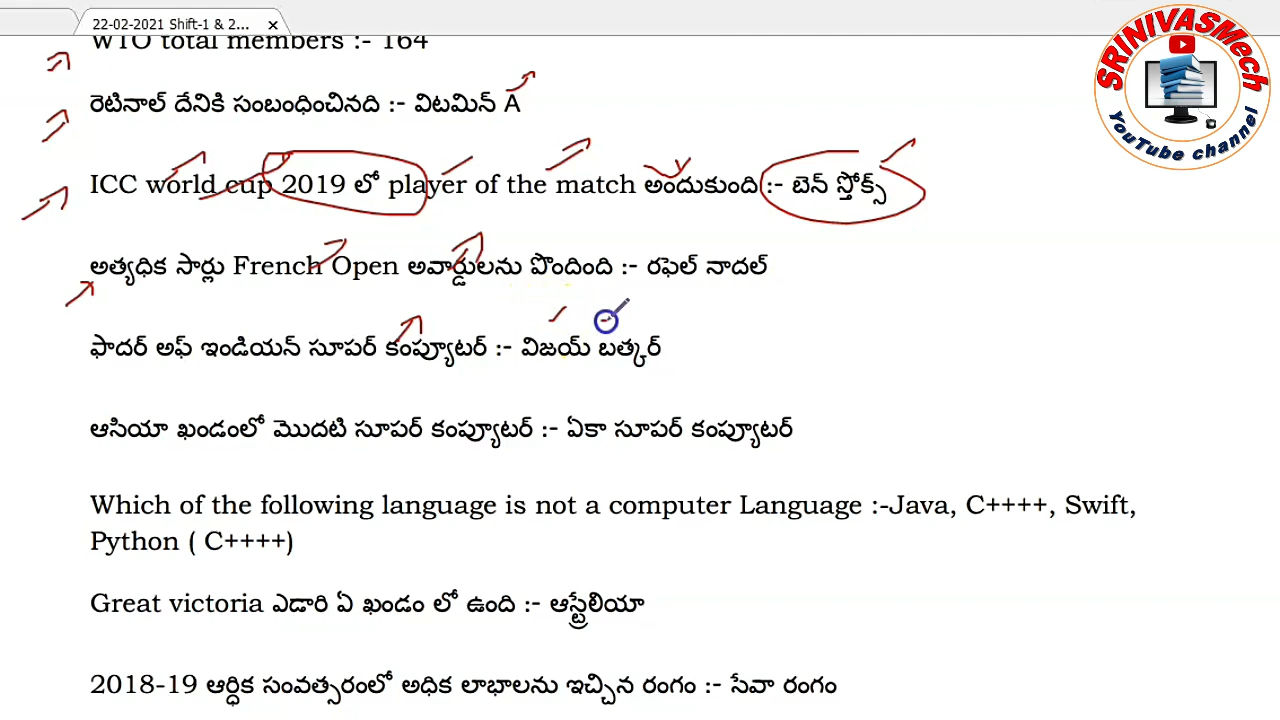 22-02-2021 Shift-1 & 2...
WTO total members :- 164
రెటినాల్ దేనికి సంబంధించినది :- విటమిన్ A
ICC world cup 2019 లో player of the match అందుకుంది :- బెన్ స్తోక్స్
అత్యధిక సార్లు French Open అవార్డులను పొందింది :- రఫెల్ నాదల్
ఫాదర్ అఫ్ ఇండియన్ సూపర్ కంప్యూటర్ :- విజయ్ బత్కర్
ఆసియా ఖండంలో మొదటి సూపర్ కంప్యూటర్ :- ఏకా సూపర్ కంప్యూటర్
Which of the following language is not a computer Language :-Java, C++++, Swift,
Python ( C++++)
Great victoria ఎడారి ఏ ఖండం లో ఉంది :- ఆస్ట్రేలియా
2018-19 ఆర్ధిక సంవత్సరంలో అధిక లాభాలను ఇచ్చిన రంగం :- సేవా రంగం
SRINIVASMech
YouTube channel